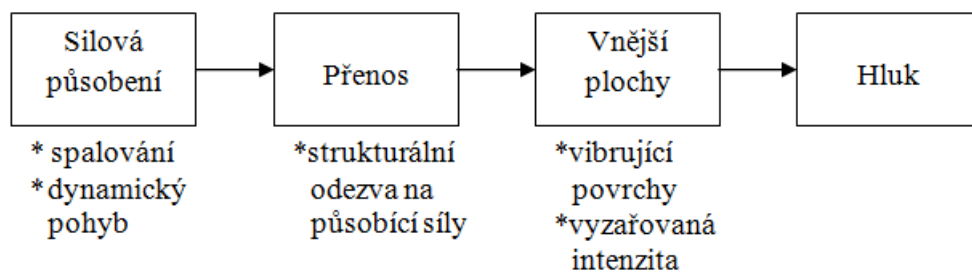 Silová
působení
Přenos
Vnější
plochy
Hluk
* spalování
* dynamický
pohyb
*strukturální
odezva na
působící síly
*vibrující
povrchy
*vyzařovaná
intenzita